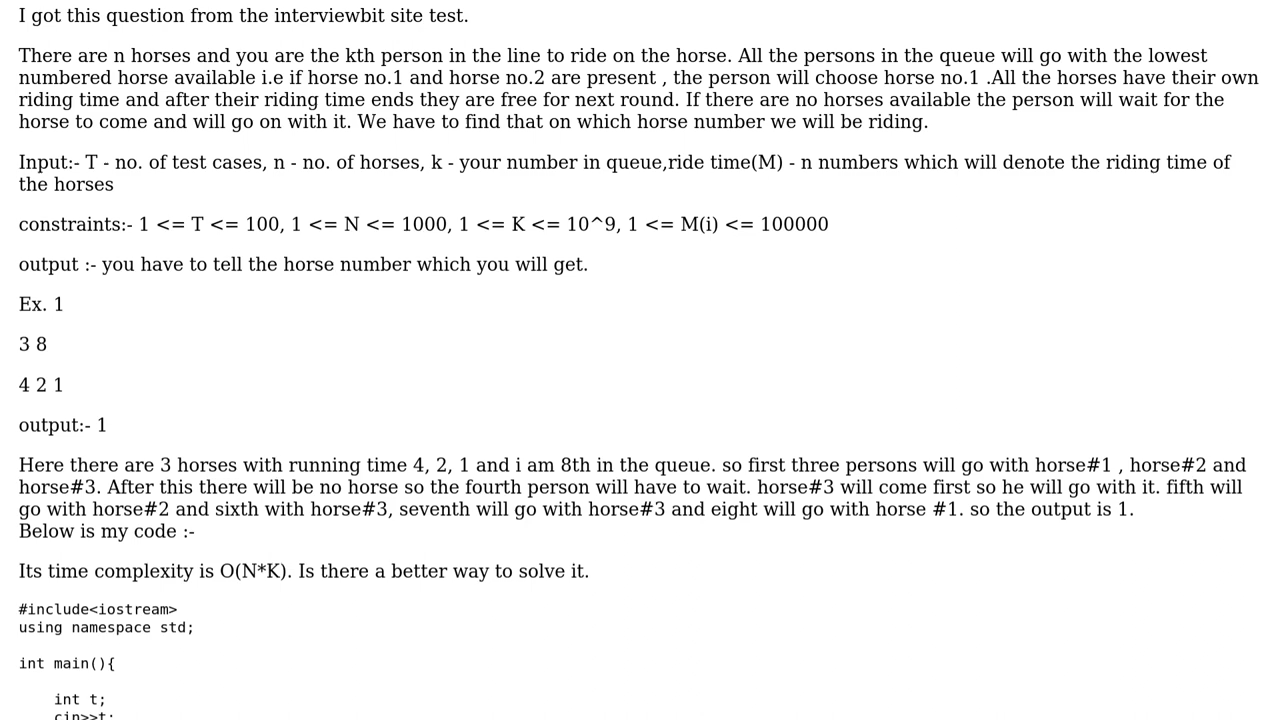 I got this question from the interviewbit site test.
There are n horses and you are the kth person in the line to ride on the horse. All the persons in the queue will go with the lowest
numbered horse available i.e if horse no.1 and horse no.2 are present , the person will choose horse no.1 .All the horses have their own
riding time and after their riding time ends they are free for next round. If there are no horses available the person will wait for the
horse to come and will go on with it. We have to find that on which horse number we will be riding.
Input:- T - no. of test cases, n - no. of horses, k - your number in queue,ride time(M) - n numbers which will denote the riding time of
the horses
constraints:- 1 <= T <= 100, 1 <= N <= 1000, 1 <= K <= 10^9, 1 <= M(i) <= 100000
output :- you have to tell the horse number which you will get.
Ex. 1
3 8
4 2 1
output:- 1
Here there are 3 horses with running time 4, 2, 1 and i am 8th in the queue. so first three persons will go with horse#1 , horse#2 and
horse#3. After this there will be no horse so the fourth person will have to wait. horse#3 will come first so he will go with it. fifth will
go with horse#2 and sixth with horse#3, seventh will go with horse#3 and eight will go with horse #1. so the output is 1.
Below is my code :-
Its time complexity is O(N*K). Is there a better way to solve it.
#include<iostream>
using namespace std;
int main(){
int t;
cin>>t;